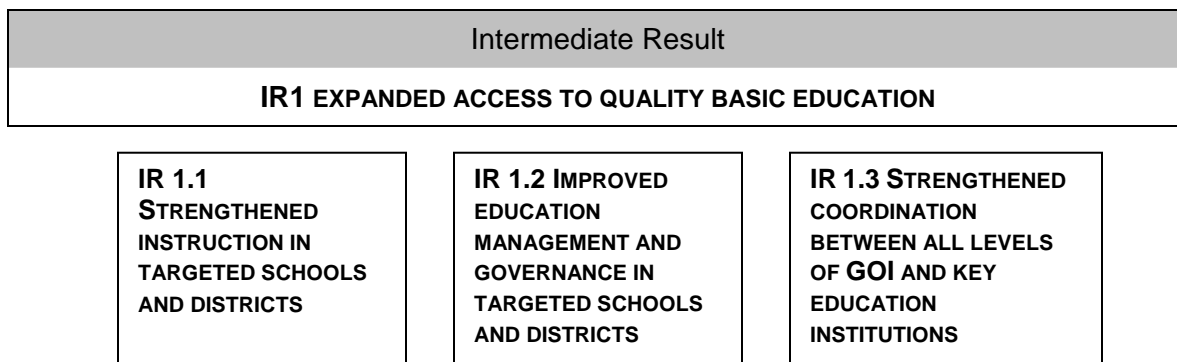 Intermediate Result
IR1 EXPANDED ACCESS TO QUALITY BASIC EDUCATION
IR 1.1
STRENGTHENED
INSTRUCTION IN
TARGETED SCHOOLS
AND DISTRICTS
IR 1.2 IMPROVED
EDUCATION
MANAGEMENT AND
GOVERNANCE IN
TARGETED SCHOOLS
AND DISTRICTS
IR 1.3 STRENGTHENED
COORDINATION
BETWEEN ALL LEVELS
OF GOI AND KEY
EDUCATION
INSTITUTIONS